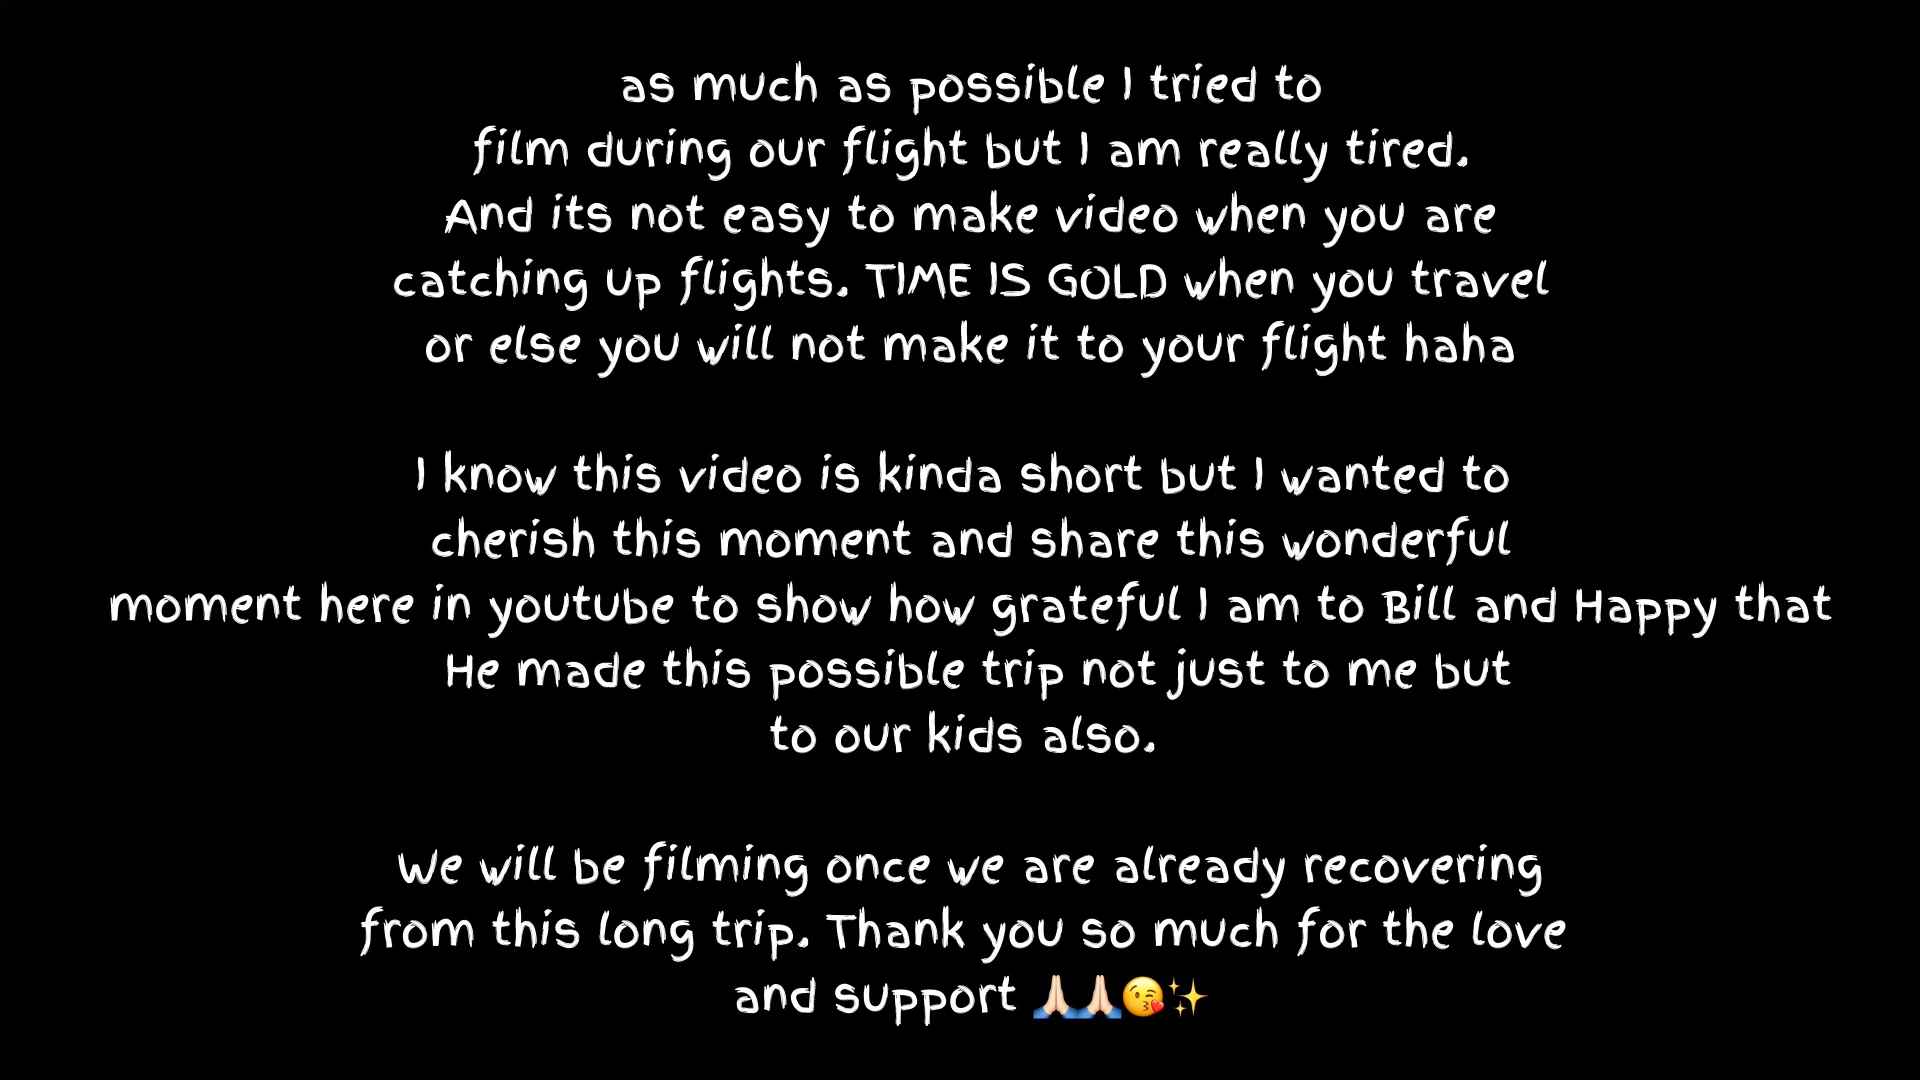 as much as possible I tried to
film during our flight but I am really tired.
And its not easy to make video when you are
catching up flights. TIME IS GOLD when you travel
or else you will not make it to your flight haha
I know this video is kinda short but I wanted to
cherish this moment and share this wonderful
moment here in youtube to show how grateful I am to Bill and Happy that
He made this possible trip not just to me but
to our kids also.
We will be filming once we are already recovering
from this long trip. Thank you so much for the love
and support 🙏🏻🙏🏻😘✨